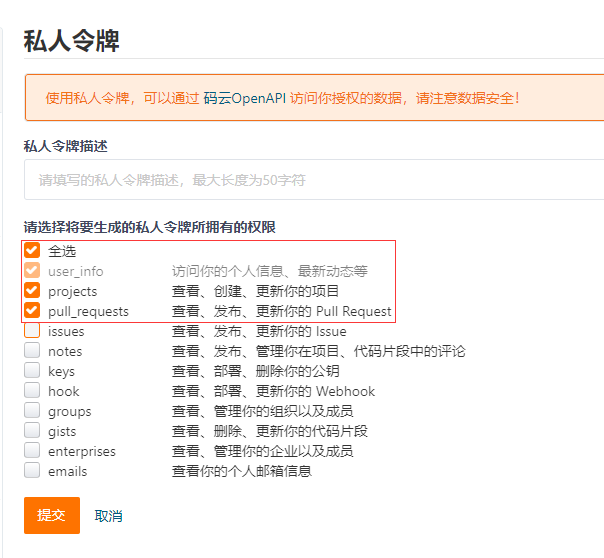 私人令牌
使用私人令牌，可以通过 码云OpenAPI 访问你授权的数据，请注意数据安全！
私人令牌描述
请填写的私人令牌描述，最大长度为50字符
请选择将要生成的私人令牌所拥有的权限
全选
user_info 访问你的个人信息、最新动态等
projects 查看、创建、更新你的项目
pull_requests 查看、发布、更新你的 Pull Request
issues 查看、发布、更新你的 Issue
notes 查看、发布、管理你在项目、代码片段中的评论
keys 查看、部署、删除你的公钥
hook 查看、部署、更新你的 Webhook
groups 查看、管理你的组织以及成员
gists 查看、删除、更新你的代码片段
enterprises 查看、管理你的企业以及成员
emails 查看你的个人邮箱信息
提交 取消